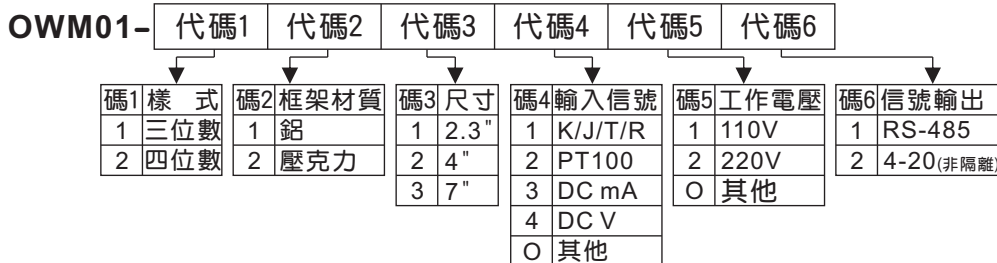 OWM01- 代碼1 代碼2 代碼3 代碼4 代碼5 代碼6
碼1 樣 式 碼2 框架材質 碼3 尺寸 碼4 輸入信號 碼5 工作電壓 碼6 信號輸出
1 三位數 1 鋁 1 2.3" 1 K/J/T/R 1 110V 1 RS-485
2 四位數 2 壓克力 2 4" 2 PT100 2 220V 2 4-20(非隔離)
3 7" 3 DC mA O 其他
4 DC V
O 其他